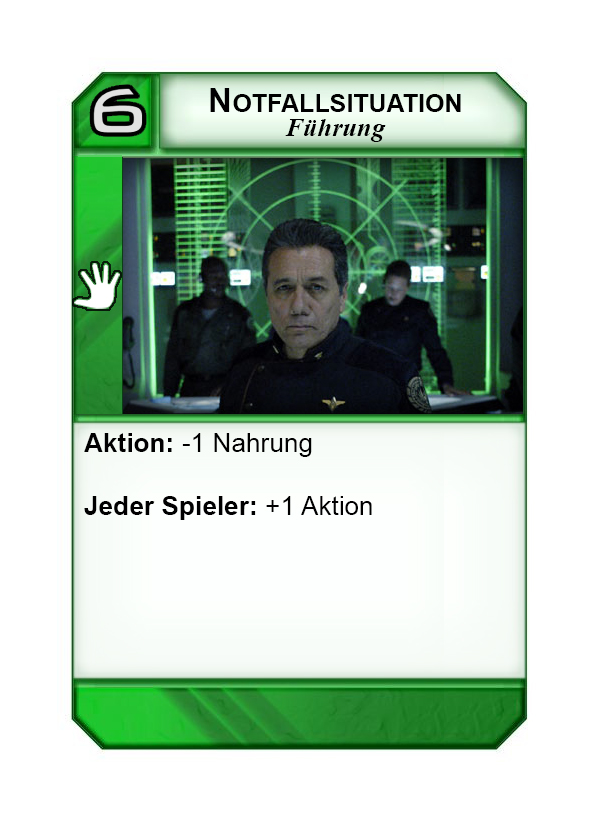 6
NOTFALLSITUATION
Führung
Aktion: -1 Nahrung
Jeder Spieler: +1 Aktion